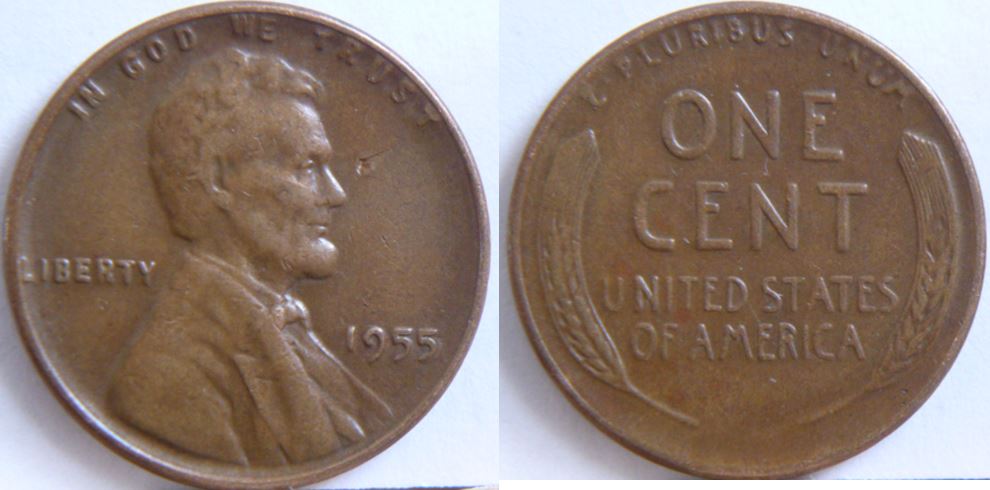 IN GOD WE TRUST
LIBERTY
1955
E PLURIBUS UNUM
ONE
CENT
UNITED STATES
OF AMERICA